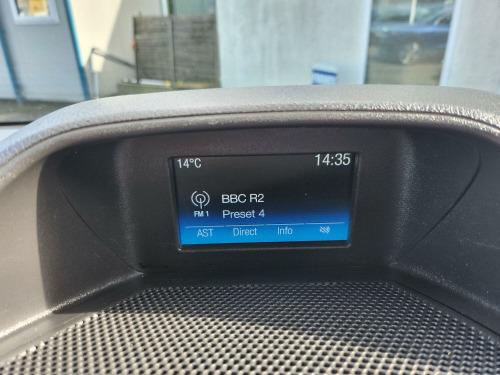 14°C 14:35
BBC R2
FM 1 Preset 4
AST Direct Info